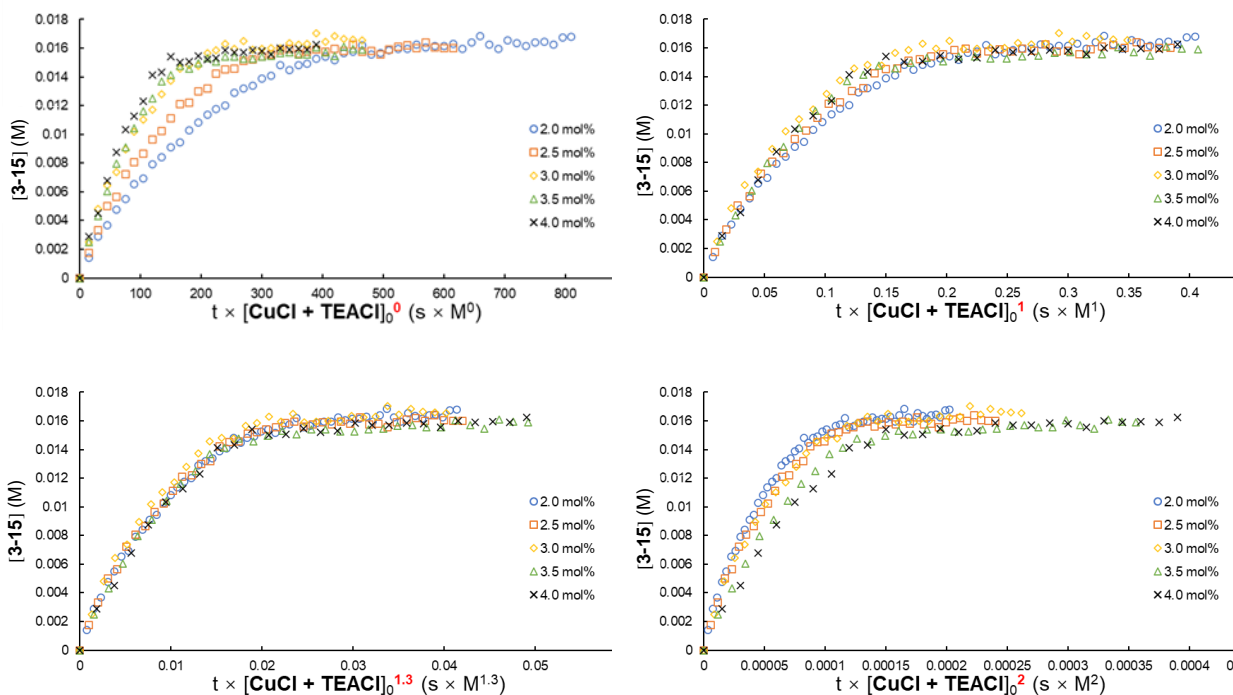 0.018
0.016
0.014
0.012
0.01
0.008
0.006
0.004
0.002
0
[3-15] (M)
2.0 mol%
2.5 mol%
3.0 mol%
3.5 mol%
4.0 mol%
0 100 200 300 400 500 600 700 800
t × [CuCl + TEACl]₀⁰ (s × M⁰)
0.018
0.016
0.014
0.012
0.01
0.008
0.006
0.004
0.002
0
[3-15] (M)
2.0 mol%
2.5 mol%
3.0 mol%
3.5 mol%
4.0 mol%
0 0.05 0.1 0.15 0.2 0.25 0.3 0.35 0.4
t × [CuCl + TEACl]₀¹ (s × M¹)
0.018
0.016
0.014
0.012
0.01
0.008
0.006
0.004
0.002
0
[3-15] (M)
2.0 mol%
2.5 mol%
3.0 mol%
3.5 mol%
4.0 mol%
0 0.01 0.02 0.03 0.04 0.05
t × [CuCl + TEACl]₀¹·³ (s × M¹·³)
0.018
0.016
0.014
0.012
0.01
0.008
0.006
0.004
0.002
0
[3-15] (M)
2.0 mol%
2.5 mol%
3.0 mol%
3.5 mol%
4.0 mol%
0 0.00005 0.0001 0.00015 0.0002 0.00025 0.0003 0.00035 0.0004
t × [CuCl + TEACl]₀² (s × M²)